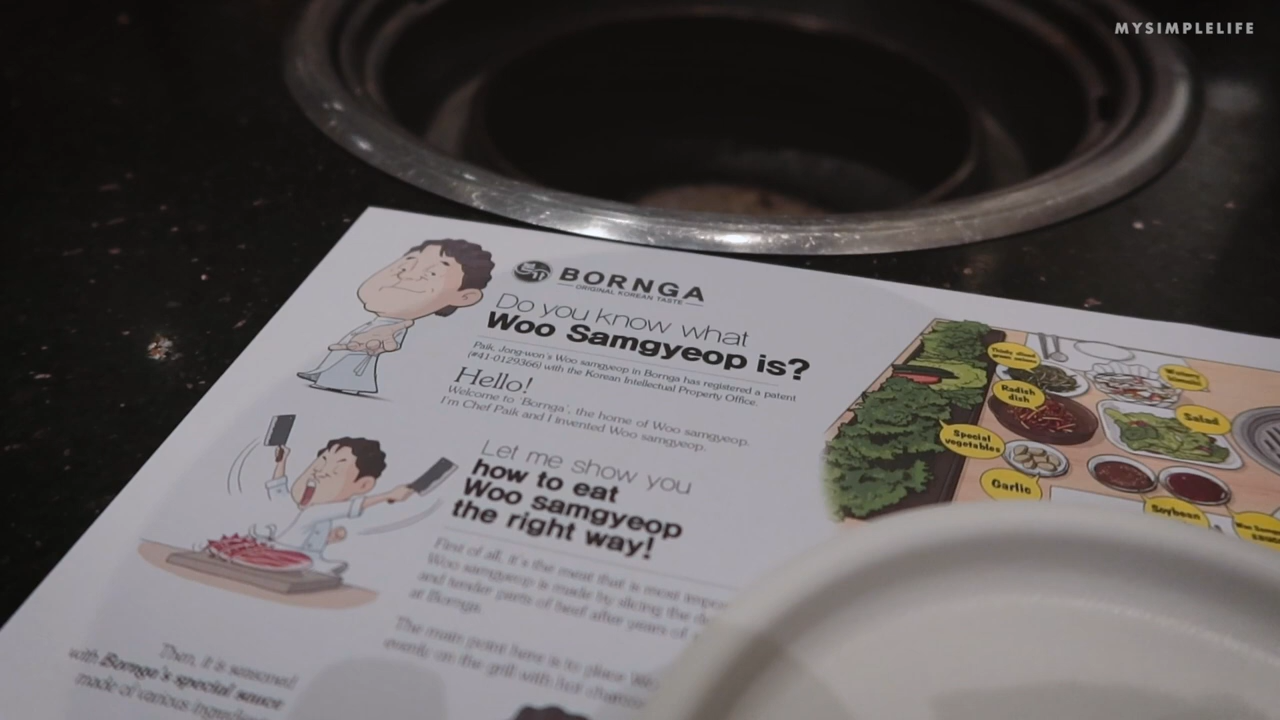 MYSIMPLELIFE
BORNGA
ORIGINAL KOREAN TASTE
Do you know what
Woo Samgyeop is?
Paik, Jong-won's Woo samgyeop in Bornga has registered a patent
(#41-0129366) with the Korean Intellectual Property Office.
Hello!
Welcome to 'Bornga', the home of Woo samgyeop.
I'm Chef Paik and I invented Woo samgyeop.
Let me show you
how to eat
Woo samgyeop
the right way!
First of all, it's the meat that is most
Woo samgyeop is made by slicing the
and tender parts of beef after years of
at Bornga.
The main point here is to place
evenly on the grill with hot
Then, it is seasoned
with Bornga's special sauce
made of various
Radish
dish
Salad
Special
vegetables
Garlic
Soybean